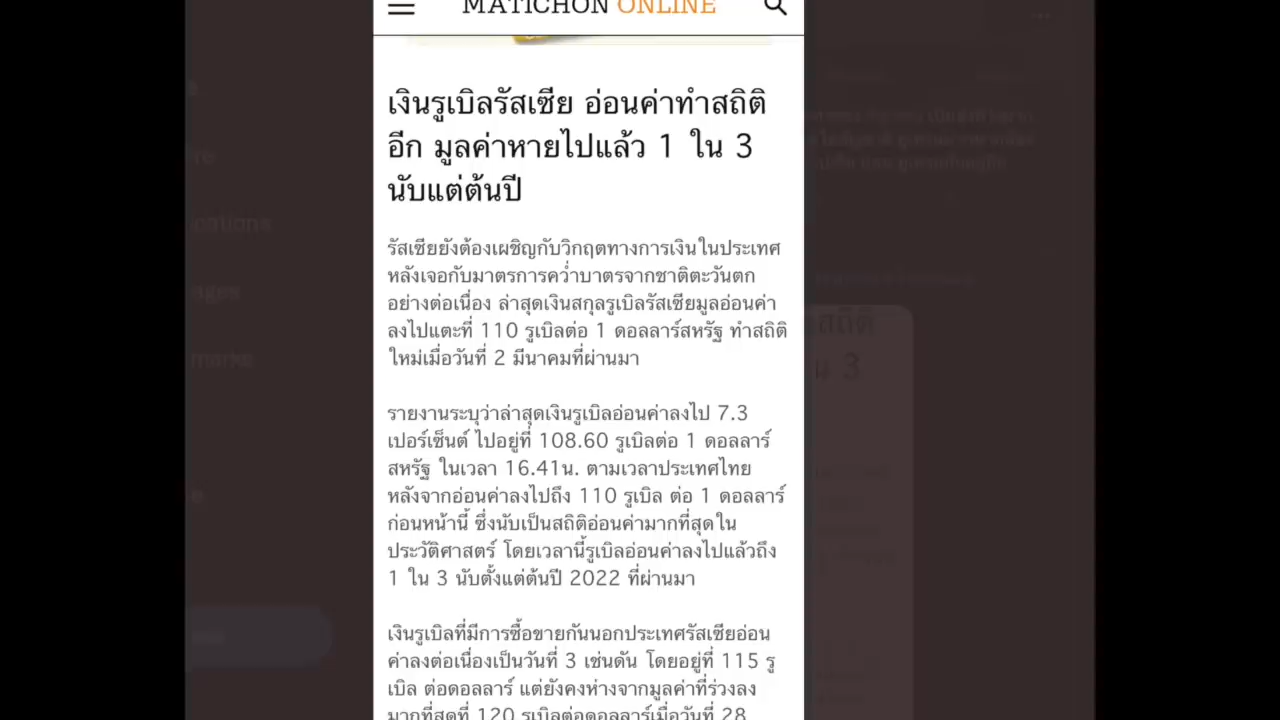 MATICHON ONLINE
เงินรูเบิลรัสเซีย อ่อนค่าทำสถิติ
อีก มูลค่าหายไปแล้ว 1 ใน 3
นับแต่ต้นปี
รัสเซียยังต้องเผชิญกับวิกฤตทางการเงินในประเทศ
หลังเจอกับมาตรการคว่ำบาตรจากชาติตะวันตก
อย่างต่อเนื่อง ล่าสุดเงินสกุลรูเบิลรัสเซียมูลอ่อนค่า
ลงไปแตะที่ 110 รูเบิลต่อ 1 ดอลลาร์สหรัฐ ทำสถิติ
ใหม่เมื่อวันที่ 2 มีนาคมที่ผ่านมา
รายงานระบุว่าล่าสุดเงินรูเบิลอ่อนค่าลงไป 7.3
เปอร์เซ็นต์ ไปอยู่ที่ 108.60 รูเบิลต่อ 1 ดอลลาร์
สหรัฐ ในเวลา 16.41น. ตามเวลาประเทศไทย
หลังจากอ่อนค่าลงไปถึง 110 รูเบิล ต่อ 1 ดอลลาร์
ก่อนหน้านี้ ซึ่งนับเป็นสถิติอ่อนค่ามากที่สุดใน
ประวัติศาสตร์ โดยเวลานี้รูเบิลอ่อนค่าลงไปแล้วถึง
1 ใน 3 นับตั้งแต่ต้นปี 2022 ที่ผ่านมา
เงินรูเบิลที่มีการซื้อขายกันนอกประเทศรัสเซียอ่อน
ค่าลงต่อเนื่องเป็นวันที่ 3 เช่นดัน โดยอยู่ที่ 115 รู
เบิล ต่อดอลลาร์ แต่ยังคงห่างจากมูลค่าที่ร่วงลง
มากที่สุดที่ 120 รูเบิลต่อดอลลาร์เมื่อวันที่ 28